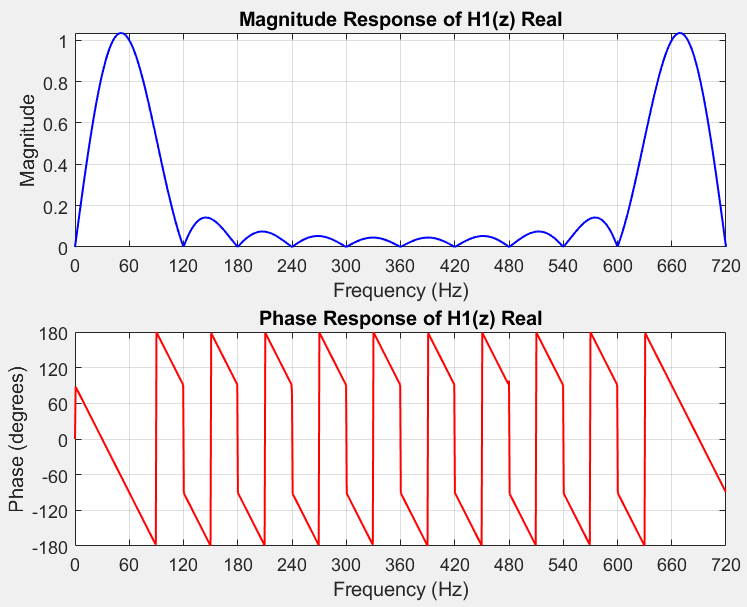 Magnitude Response of H1(z) Real
1
0.8
0.6
0.4
0.2
0
Magnitude
0 60 120 180 240 300 360 420 480 540 600 660 720
Frequency (Hz)
Phase Response of H1(z) Real
180
120
60
0
-60
-120
-180
Phase (degrees)
0 60 120 180 240 300 360 420 480 540 600 660 720
Frequency (Hz)